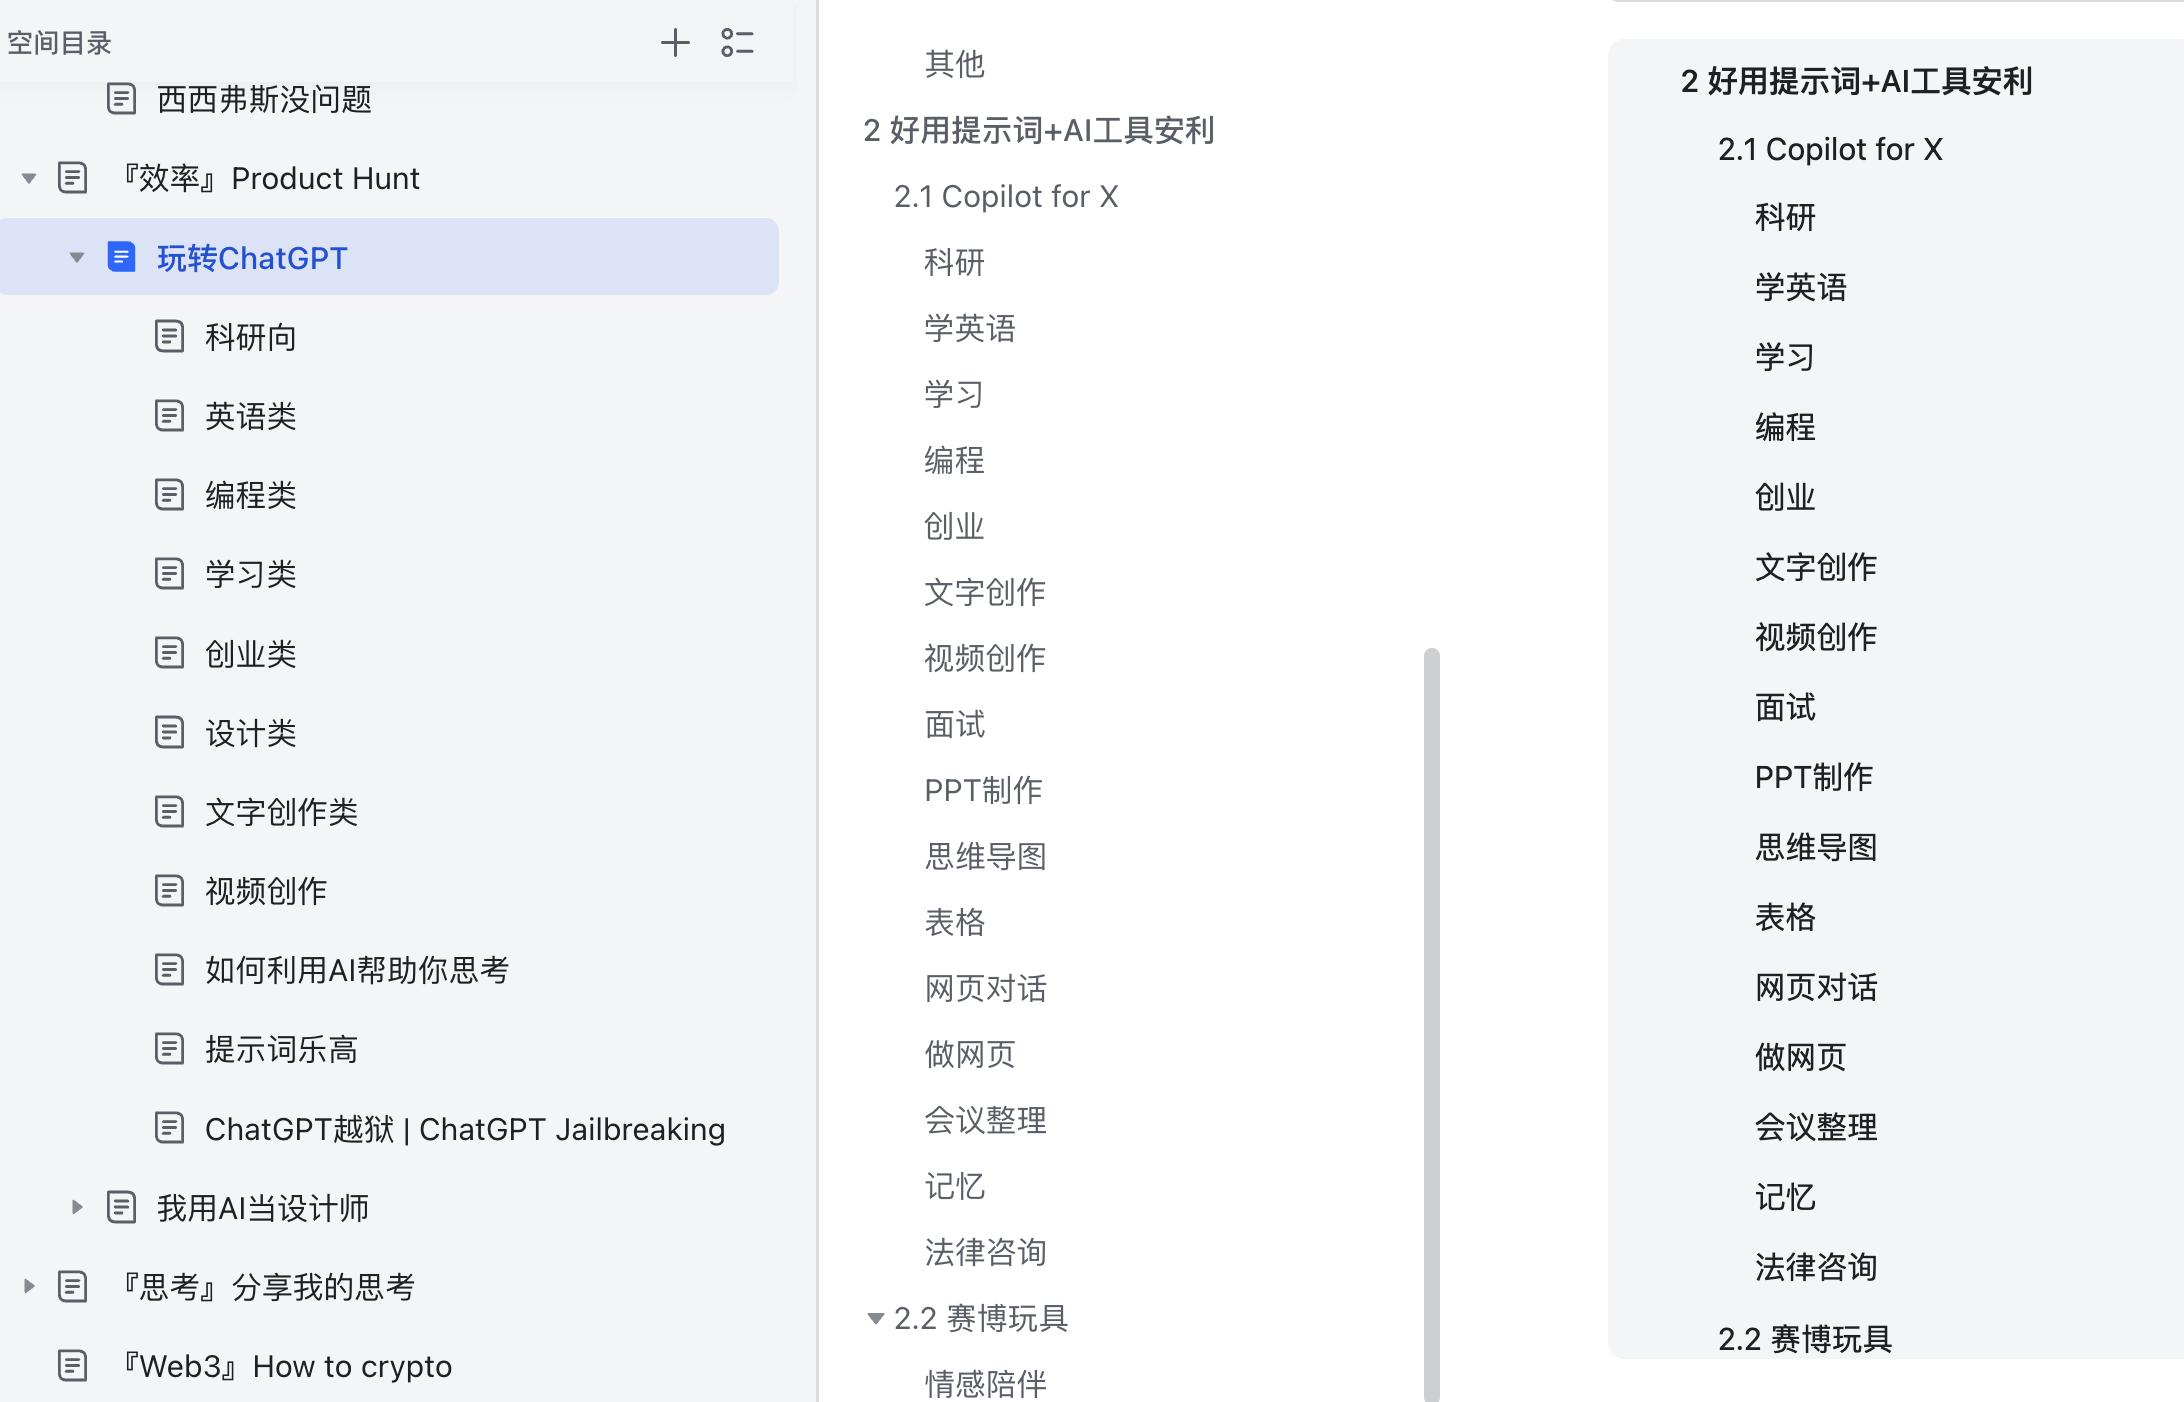 空间目录
西西弗斯没问题
『效率』Product Hunt
玩转ChatGPT
科研向
英语类
编程类
学习类
创业类
设计类
文字创作类
视频创作
如何利用AI帮助你思考
提示词乐高
ChatGPT越狱 | ChatGPT Jailbreaking
我用AI当设计师
『思考』分享我的思考
『Web3』How to crypto
其他
2 好用提示词+AI工具安利
2.1 Copilot for X
科研
学英语
学习
编程
创业
文字创作
视频创作
面试
PPT制作
思维导图
表格
网页对话
做网页
会议整理
记忆
法律咨询
2.2 赛博玩具
情感陪伴
2 好用提示词+AI工具安利
2.1 Copilot for X
科研
学英语
学习
编程
创业
文字创作
视频创作
面试
PPT制作
思维导图
表格
网页对话
做网页
会议整理
记忆
法律咨询
2.2 赛博玩具